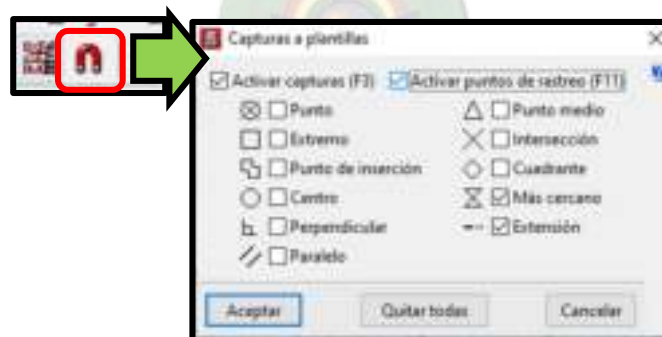 Capturas a plantillas
Activar capturas (F3) Activar puntos de rastreo (F11)
Punto Punto medio
Extremo Intersección
Punto de inserción Cuadrante
Centro Más cercano
Perpendicular Extensión
Paralelo
Aceptar Quitar todas Cancelar